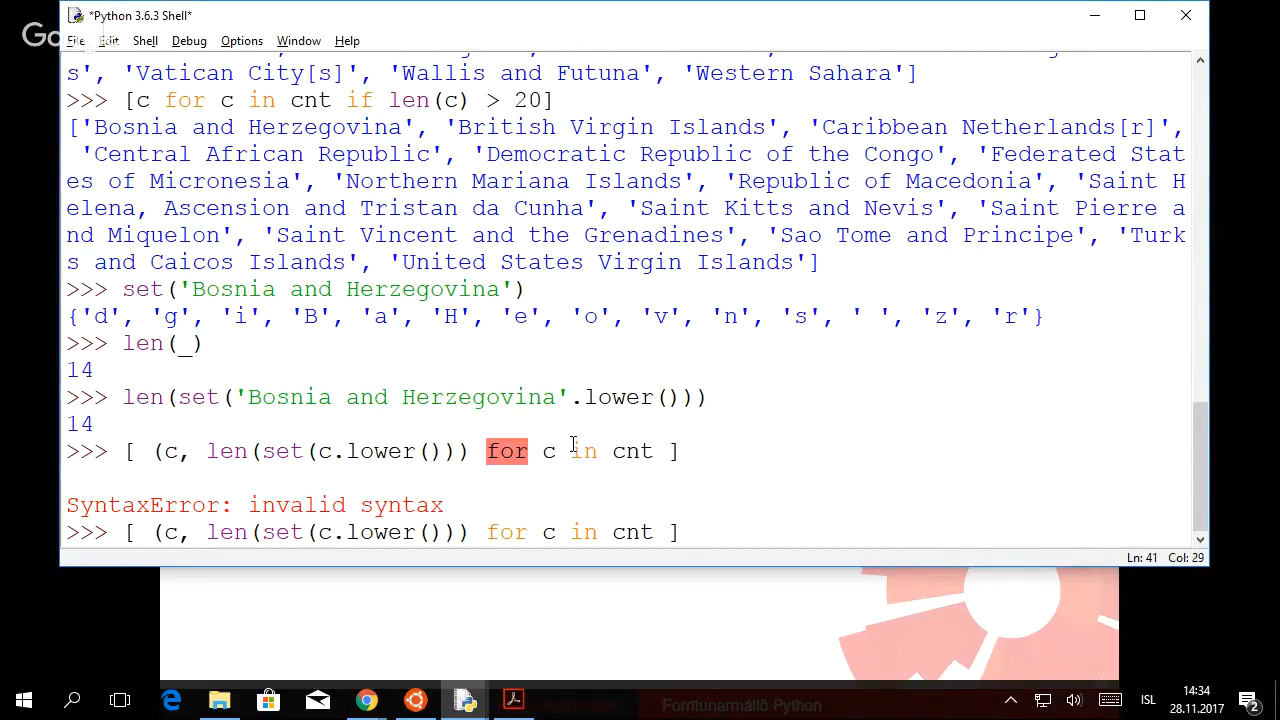 *Python 3.6.3 Shell*
File Edit Shell Debug Options Window Help
s', 'Vatican City[s]', 'Wallis and Futuna', 'Western Sahara']
>>> [c for c in cnt if len(c) > 20]
['Bosnia and Herzegovina', 'British Virgin Islands', 'Caribbean Netherlands[r]',
'Central African Republic', 'Democratic Republic of the Congo', 'Federated Stat
es of Micronesia', 'Northern Mariana Islands', 'Republic of Macedonia', 'Saint H
elena, Ascension and Tristan da Cunha', 'Saint Kitts and Nevis', 'Saint Pierre a
nd Miquelon', 'Saint Vincent and the Grenadines', 'Sao Tome and Principe', 'Turk
s and Caicos Islands', 'United States Virgin Islands']
>>> set('Bosnia and Herzegovina')
{'d', 'g', 'i', 'B', 'a', 'H', 'e', 'o', 'v', 'n', 's', ' ', 'z', 'r'}
>>> len(_)
14
>>> len(set('Bosnia and Herzegovina'.lower()))
14
>>> [ (c, len(set(c.lower())) for c in cnt ]
SyntaxError: invalid syntax
>>> [ (c, len(set(c.lower())) for c in cnt ]
Ln: 41 Col: 29
Forritunarmálið Python
ÍSL
14:34
28.11.2017
2